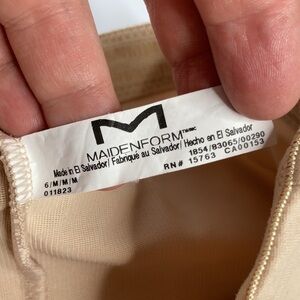 M
MAIDENFORM
Made in El Salvador/ Fabriqué au Salvador/ Hecho en El Salvador
6/M/M/M 1854/83065/00290
011823 RN# 15763 CA00153